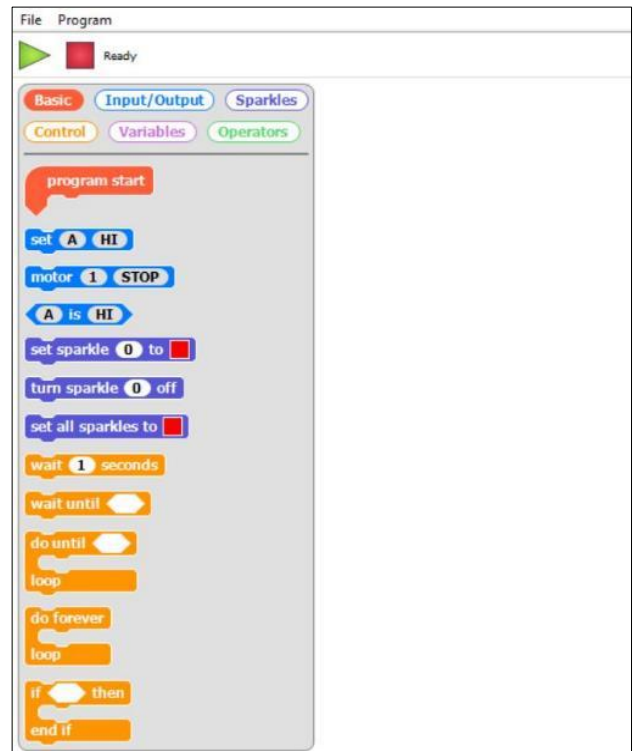 File Program
Ready
Basic Input/Output Sparkles
Control Variables Operators
program start
set A HI
motor 1 STOP
A is HI
set sparkle 0 to
turn sparkle 0 off
set all sparkles to
wait 1 seconds
wait until
do until
loop
do forever
loop
if then
end if